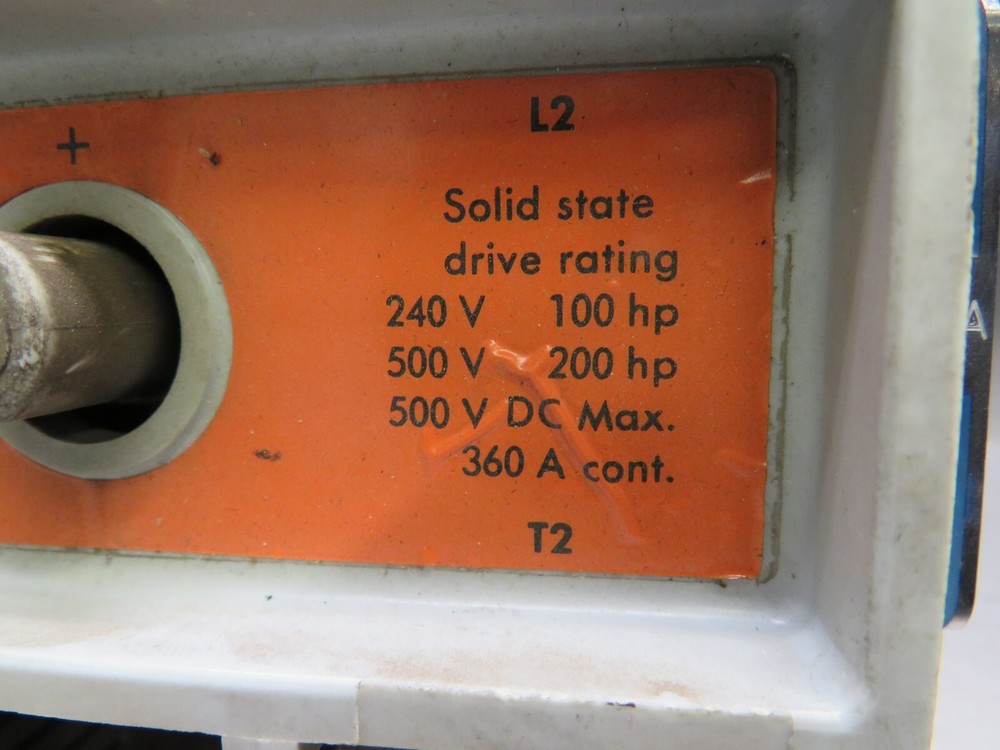 +
L2
Solid state
drive rating
240 V 100 hp
500 V 200 hp
500 V DC Max.
360 A cont.
T2
A